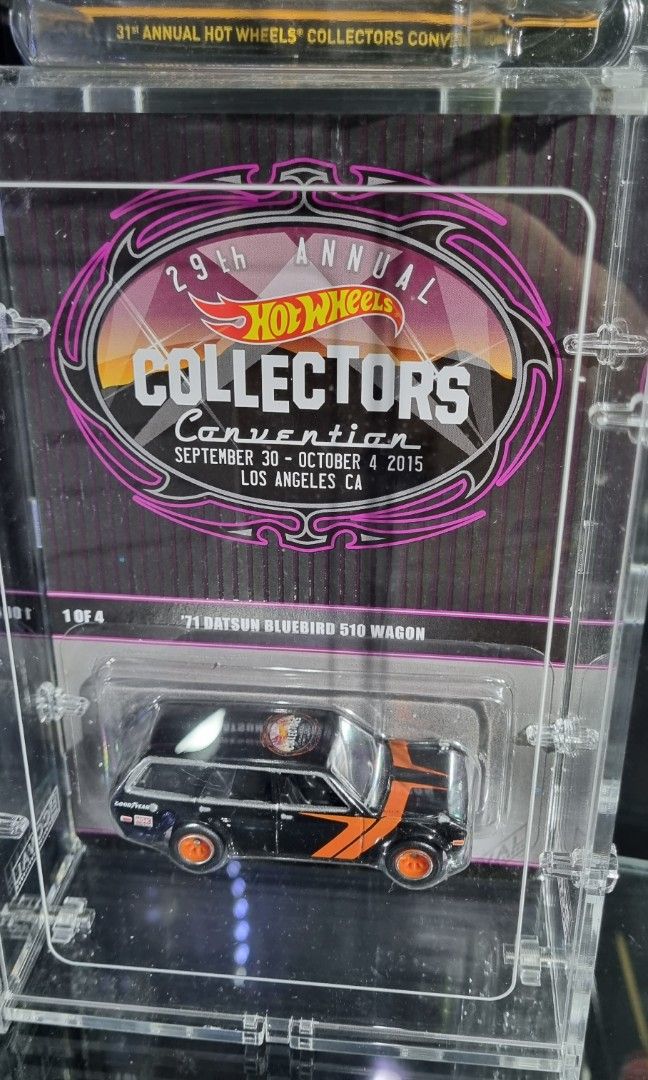 31st ANNUAL HOT WHEELS® COLLECTORS
29th ANNUAL
Hot Wheels
COLLECTORS
Convention
SEPTEMBER 30 - OCTOBER 4 2015
LOS ANGELES CA
1 OF 4
'71 DATSUN BLUEBIRD 510 WAGON
GOODYEAR